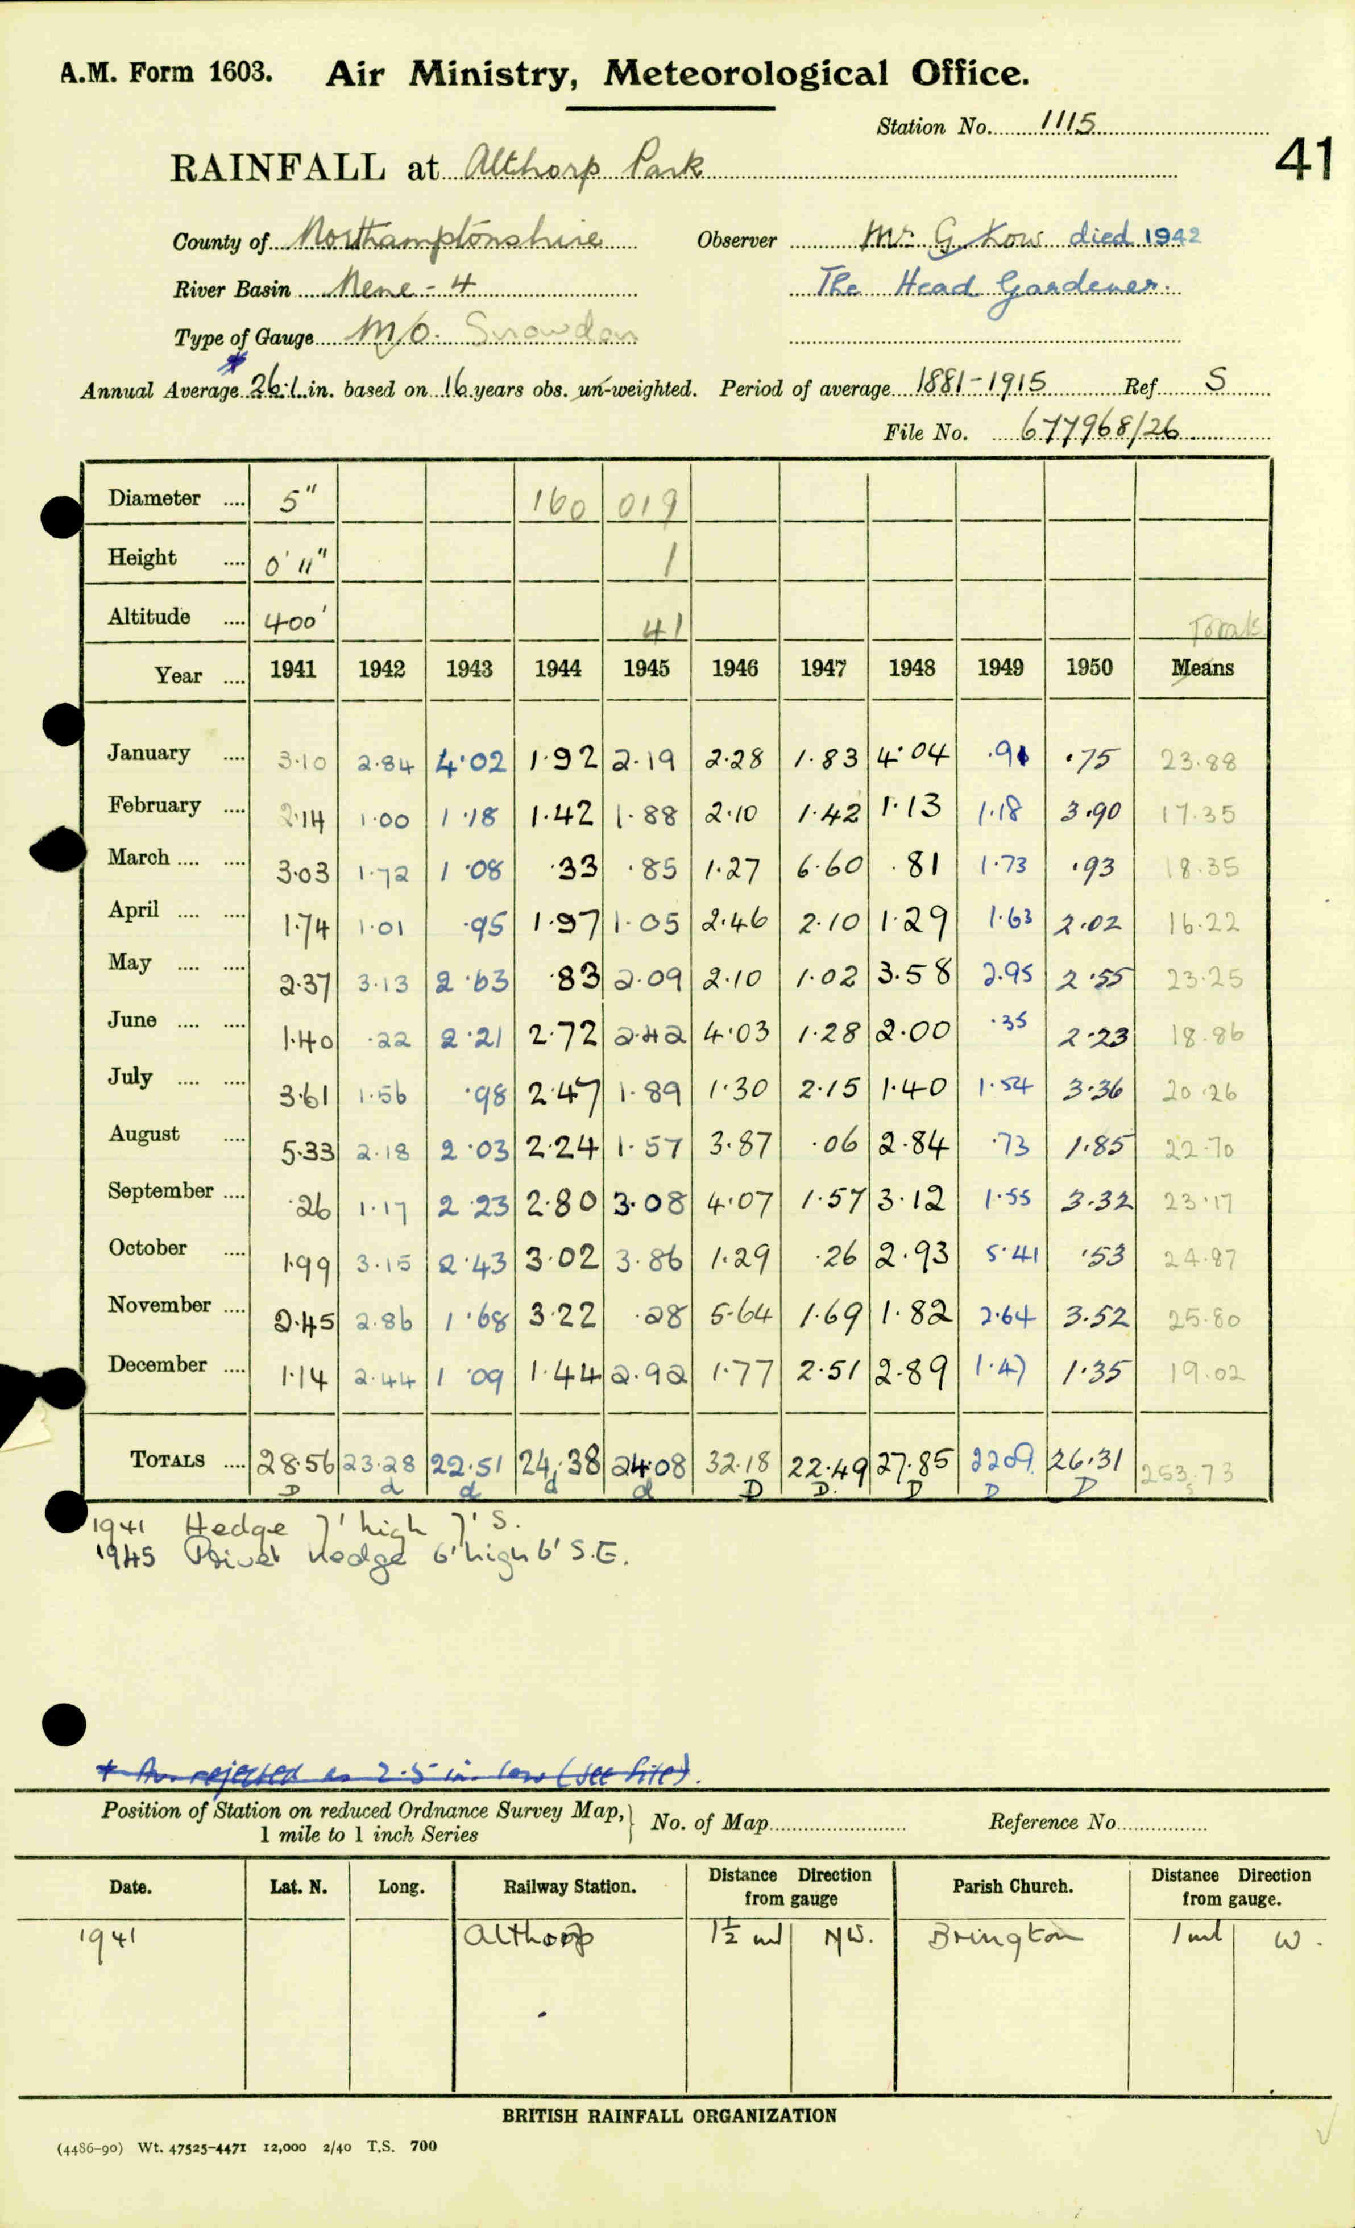 A.M. Form 1603. Air Ministry, Meteorological Office.
Station No. 1115
41
RAINFALL at Althorp Park
County of Northamptonshire Observer Mr. G. Low died 1942
River Basin Nene - 4 The Head Gardener.
Type of Gauge M/O. Snowdon
Annual Average * 26.1 in. based on 16 years obs. un-weighted. Period of average 1881-1915 Ref S
File No. 677968/26
Diameter .... 5" 160 019
Height .... 0' 11" 1
Altitude .... 400' 41 Totals
Year .... 1941 1942 1943 1944 1945 1946 1947 1948 1949 1950 Means
January .... 3.10 2.84 4.02 1.92 2.19 2.28 1.83 4.04 .91 .75 23.88
February .... 2.14 1.00 1.18 1.42 1.88 2.10 1.42 1.13 1.18 3.90 17.35
March .... .... 3.03 1.72 1.08 .33 .85 1.27 6.60 .81 1.73 .93 18.35
April .... .... 1.74 1.01 .95 1.97 1.05 2.46 2.10 1.29 1.63 2.02 16.22
May .... .... 2.37 3.13 2.63 .83 2.09 2.10 1.02 3.58 2.95 2.55 23.25
June .... .... 1.40 .22 2.21 2.72 2.42 4.03 1.28 2.00 .35 2.23 18.86
July .... .... 3.61 1.56 .98 2.47 1.89 1.30 2.15 1.40 1.54 3.36 20.26
August .... 5.33 2.18 2.03 2.24 1.57 3.87 .06 2.84 .73 1.85 22.70
September .... .26 1.17 2.23 2.80 3.08 4.07 1.57 3.12 1.55 3.32 23.17
October .... 1.99 3.15 2.43 3.02 3.86 1.29 .26 2.93 5.41 .53 24.87
November .... 2.45 2.86 1.68 3.22 .28 5.64 1.69 1.82 2.64 3.52 25.80
December .... 1.14 2.44 1.09 1.44 2.92 1.77 2.51 2.89 1.47 1.35 19.02
TOTALS .... 28.56 23.28 22.51 24.38 24.08 32.18 22.49 27.85 22.09 26.31 253.73
D d d d d D D D D D
1941 Hedge 7' high 7' S.
1945 Privet hedge 6' high 6' S.E.
* Av. rejected as 2.5 in. low (see file).
Position of Station on reduced Ordnance Survey Map, No. of Map Reference No.
1 mile to 1 inch Series
Date. Lat. N. Long. Railway Station. Distance Direction from gauge Parish Church. Distance Direction from gauge.
1941 Althorp 1½ ml NW. Brington 1 ml W.
BRITISH RAINFALL ORGANIZATION
(4486-90) Wt. 47525-4471 12,000 2/40 T.S. 700